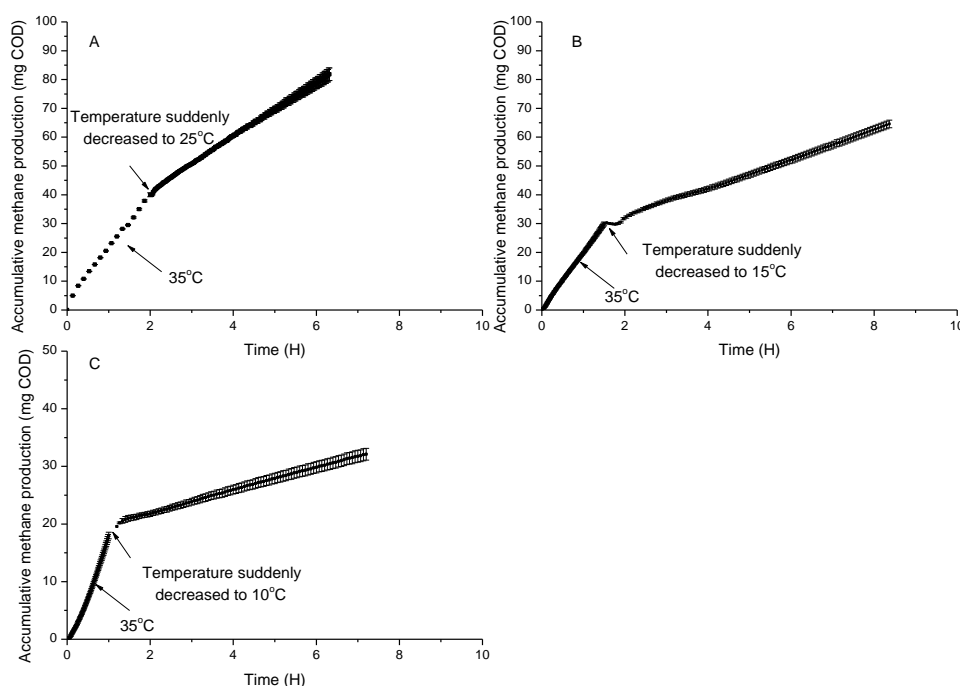 A
Accumulative methane production (mg COD)
100
90
80
70
60
50
40
30
20
10
0
Temperature suddenly
decreased to 25°C
35°C
0 2 4 6 8 10
Time (H)
B
Accumulative methane production (mg COD)
100
90
80
70
60
50
40
30
20
10
0
Temperature suddenly
decreased to 15°C
35°C
0 2 4 6 8 10
Time (H)
C
Accumulative methane production (mg COD)
50
40
30
20
10
0
Temperature suddenly
decreased to 10°C
35°C
0 2 4 6 8 10
Time (H)